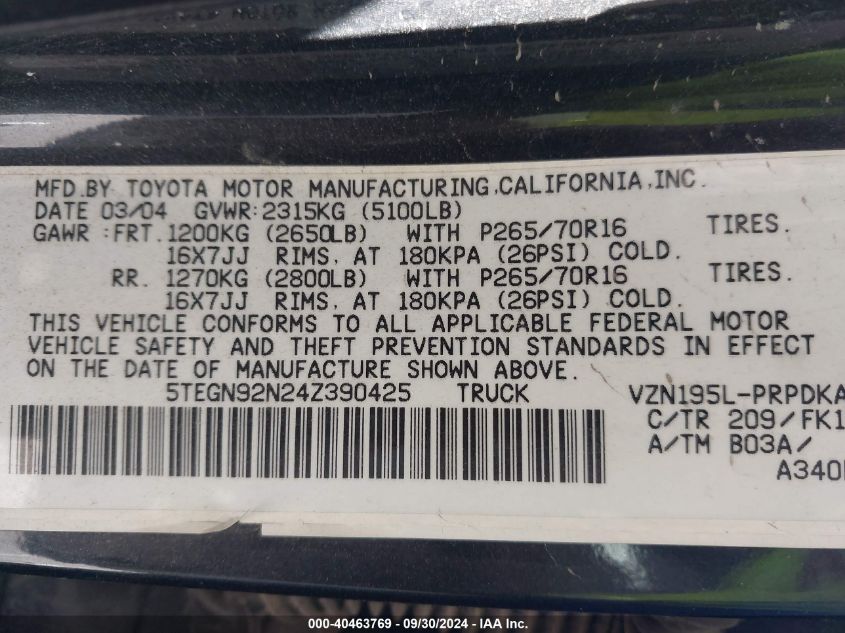 MFD.BY TOYOTA MOTOR MANUFACTURING,CALIFORNIA,INC.
DATE 03/04 GVWR:2315KG (5100LB)
GAWR :FRT.1200KG (2650LB) WITH P265/70R16 TIRES.
16X7JJ RIMS. AT 180KPA (26PSI) COLD.
RR. 1270KG (2800LB) WITH P265/70R16 TIRES.
16X7JJ RIMS. AT 180KPA (26PSI) COLD.
THIS VEHICLE CONFORMS TO ALL APPLICABLE FEDERAL MOTOR
VEHICLE SAFETY AND THEFT PREVENTION STANDARDS IN EFFECT
ON THE DATE OF MANUFACTURE SHOWN ABOVE.
5TEGN92N24Z390425 TRUCK VZN195L-PRPDKA
C/TR 209/FK1
A/TM B03A/
A340
000-40463769 - 09/30/2024 - IAA Inc.